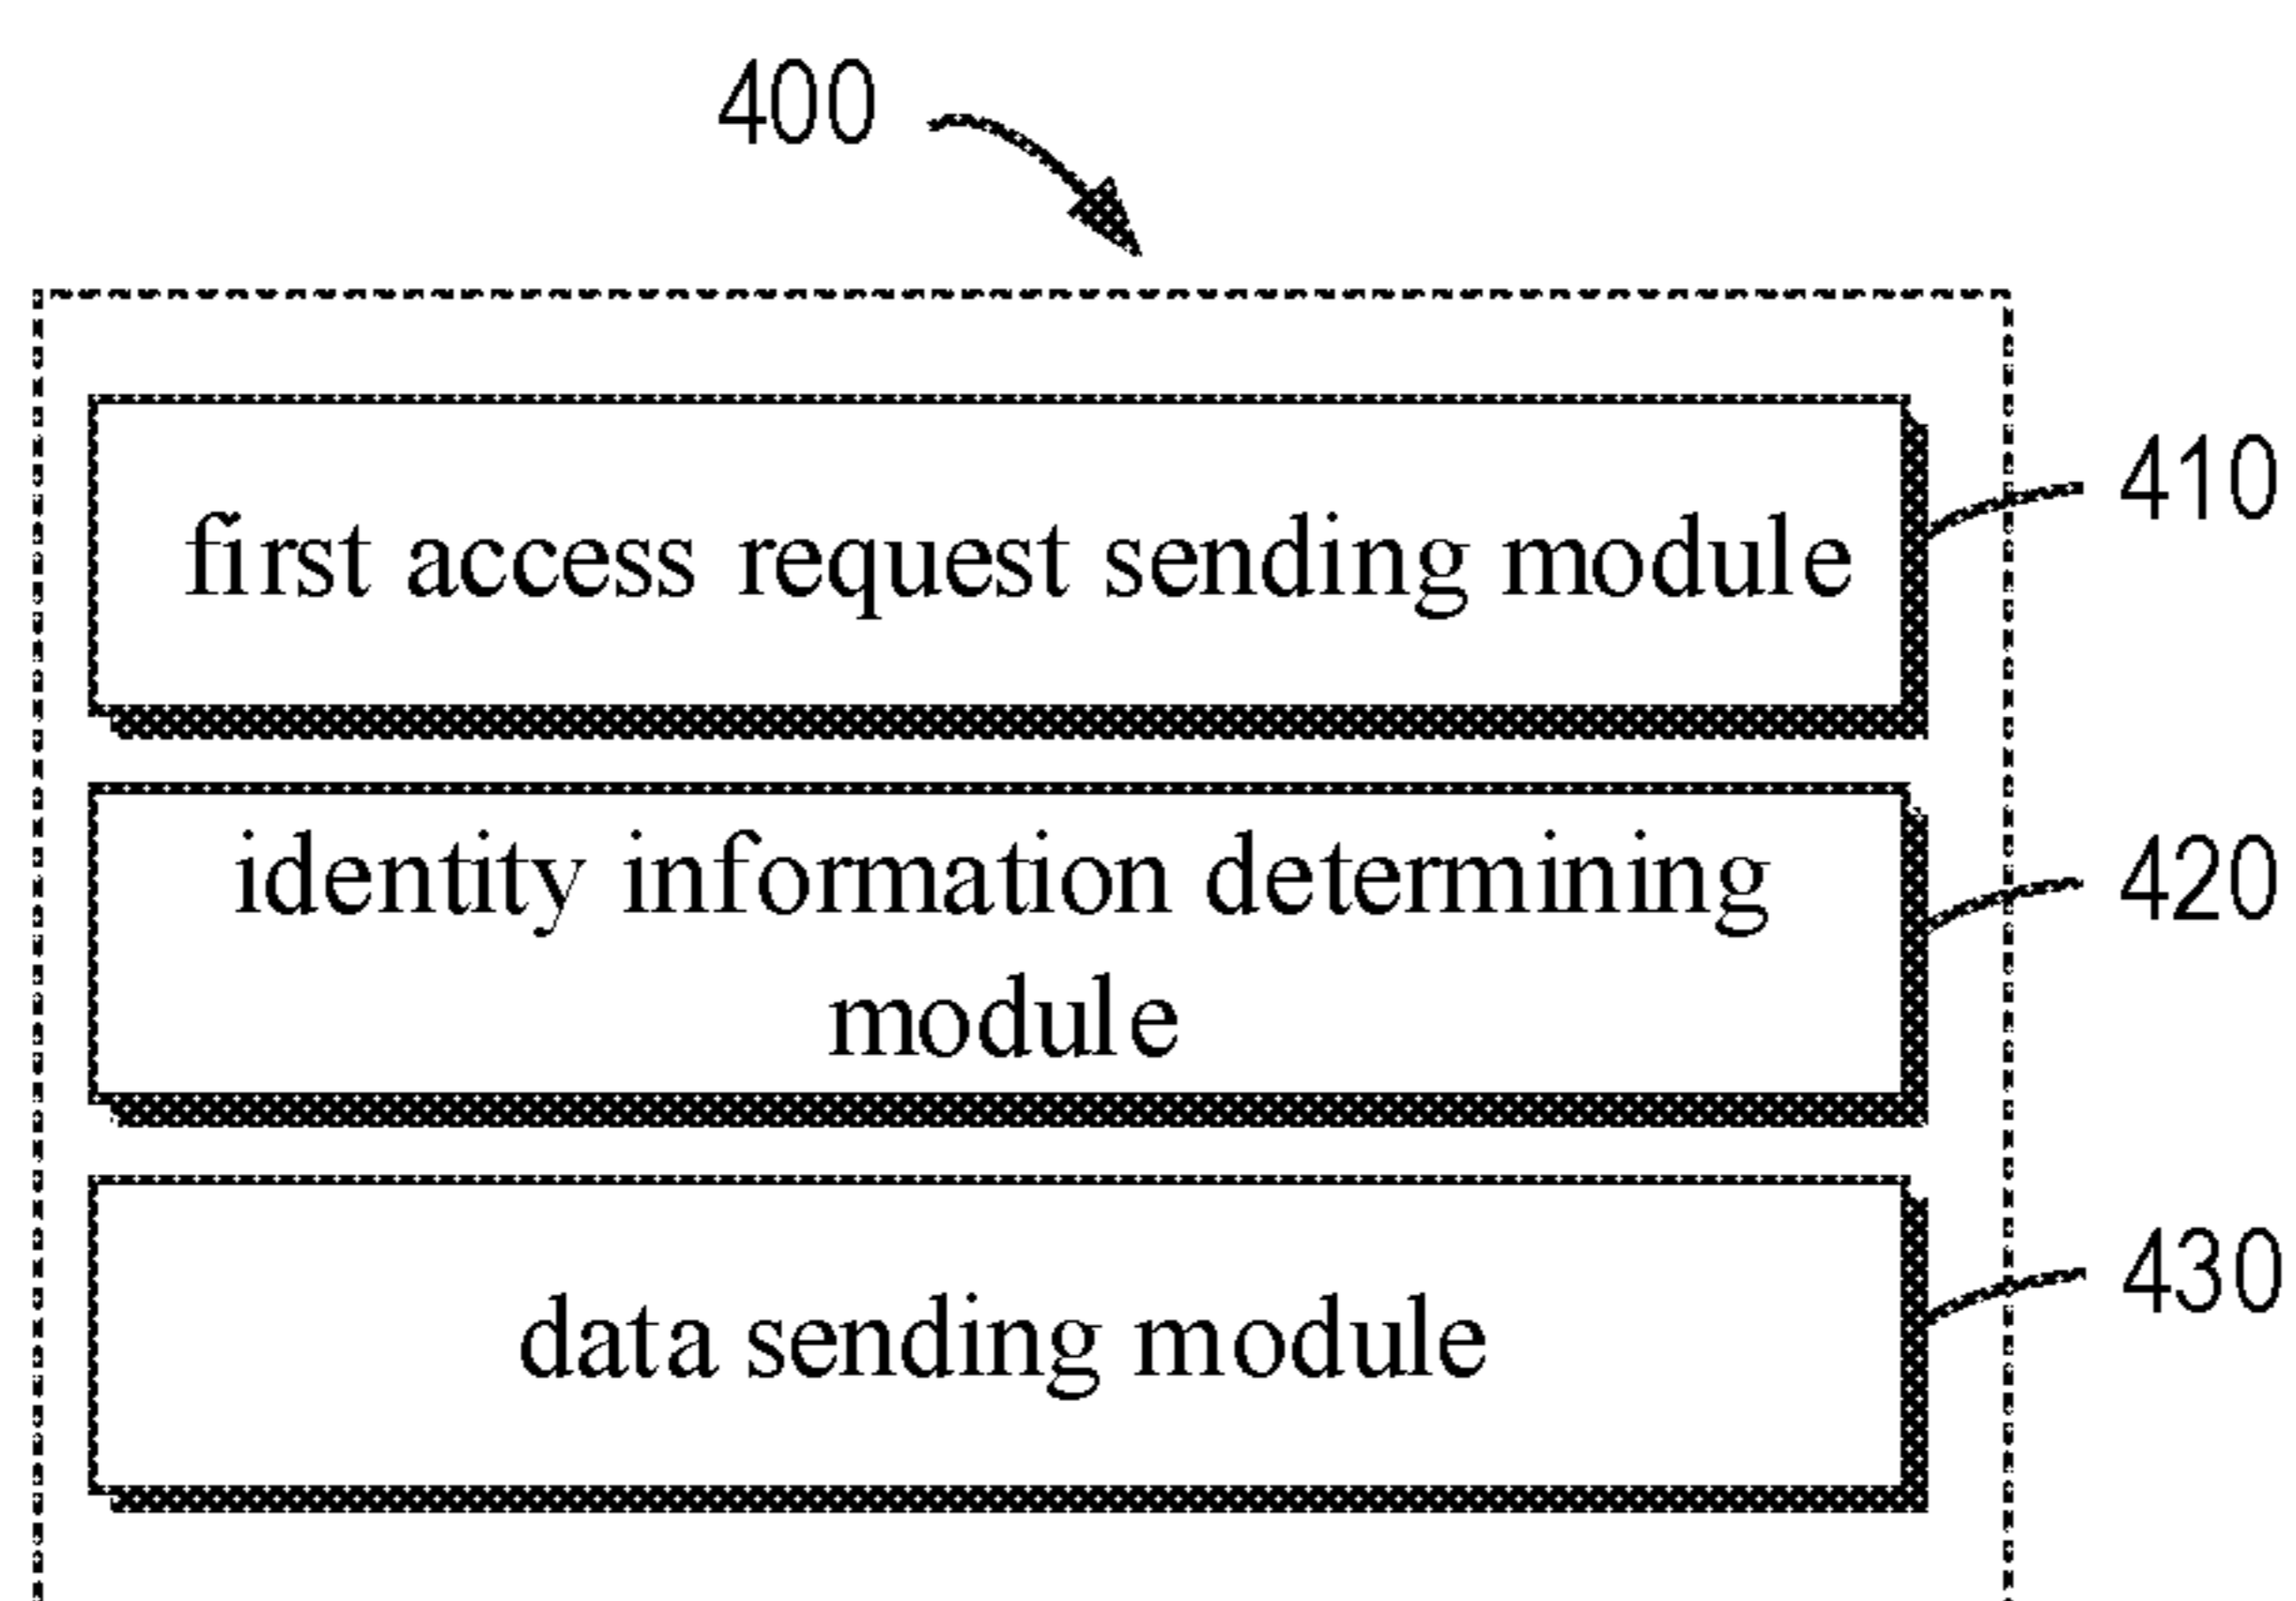 400
first access request sending module
410
identity information determining
module
420
data sending module
430